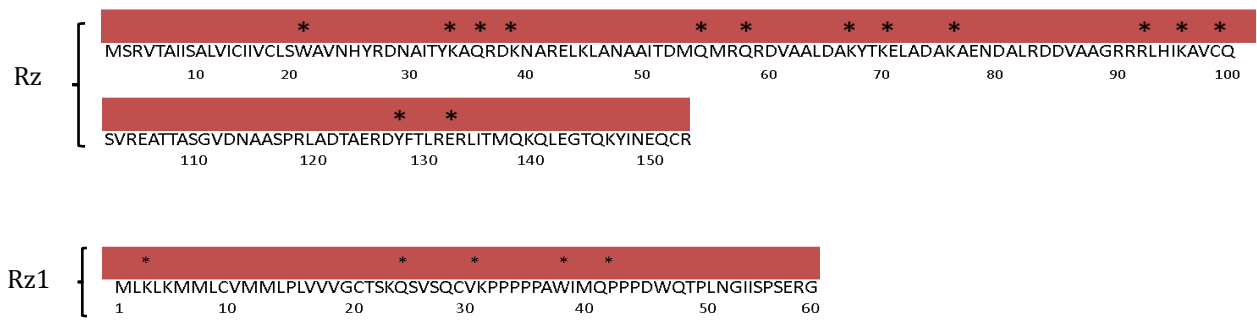 * * * * * * * * * * * *
Rz MSRVTAIISALVICIIVCLSWAVNHYRDNAITYKAQRDKNARELKLANAAITDMQMRQRDVAALDAKYTKELADAKAENDALRDDVAAGRRRLHIKAVCQ
10 20 30 40 50 60 70 80 90 100
* *
SVREATTASGVDNAASPRLADTAERDYFTLRERLITMQKQLEGTQKYINEQCR
110 120 130 140 150
* * * * *
Rz1 MLKLKMMLCVMMLPLVVVGCTSKQSVSQCVKPPPPPAWIMQPPPDWQTPLNGIISPSERG
1 10 20 30 40 50 60